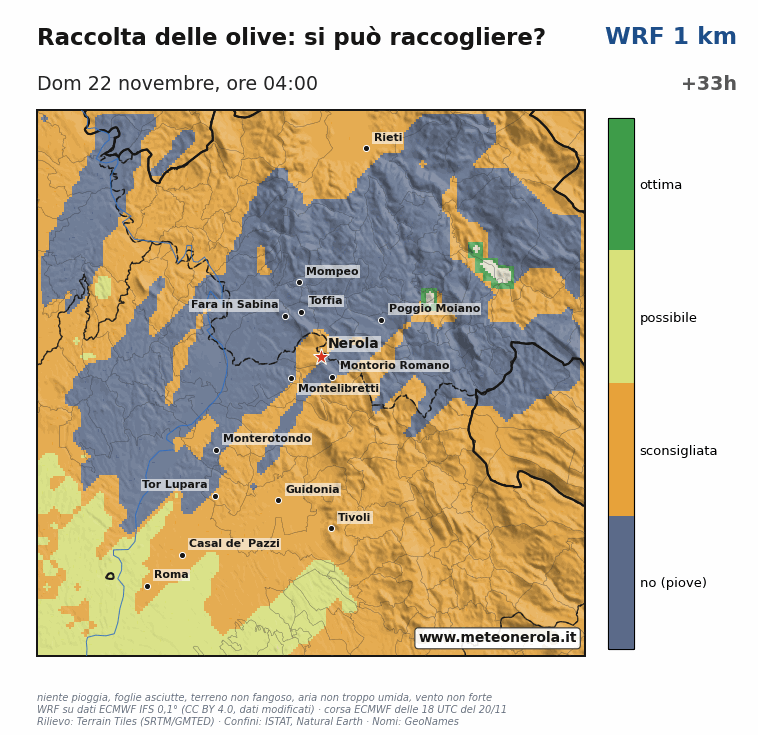 Raccolta delle olive: si può raccogliere?
WRF 1 km
Dom 22 novembre, ore 04:00
+33h
Rieti
Mompeo
Toffia
Fara in Sabina
Poggio Moiano
Nerola
Montorio Romano
Montelibretti
Monterotondo
Tor Lupara
Guidonia
Tivoli
Casal de' Pazzi
Roma
www.meteonerola.it
ottima
possibile
sconsigliata
no (piove)
niente pioggia, foglie asciutte, terreno non fangoso, aria non troppo umida, vento non forte
WRF su dati ECMWF IFS 0,1° (CC BY 4.0, dati modificati) · corsa ECMWF delle 18 UTC del 20/11
Rilievo: Terrain Tiles (SRTM/GMTED) · Confini: ISTAT, Natural Earth · Nomi: GeoNames